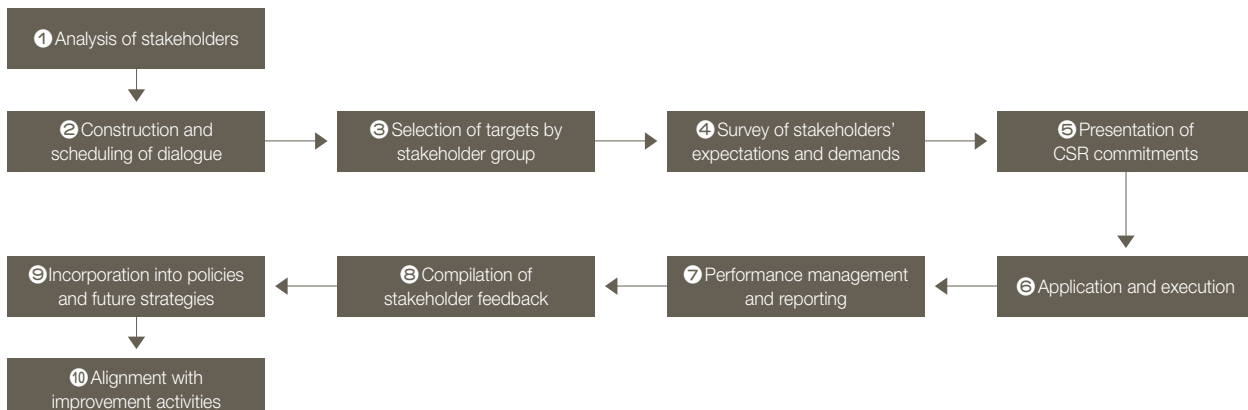 ❶ Analysis of stakeholders
❷ Construction and
scheduling of dialogue
❸ Selection of targets by
stakeholder group
❹ Survey of stakeholders’
expectations and demands
❺ Presentation of
CSR commitments
❻ Application and execution
❼ Performance management
and reporting
❽ Compilation of
stakeholder feedback
❾ Incorporation into policies
and future strategies
❿ Alignment with
improvement activities